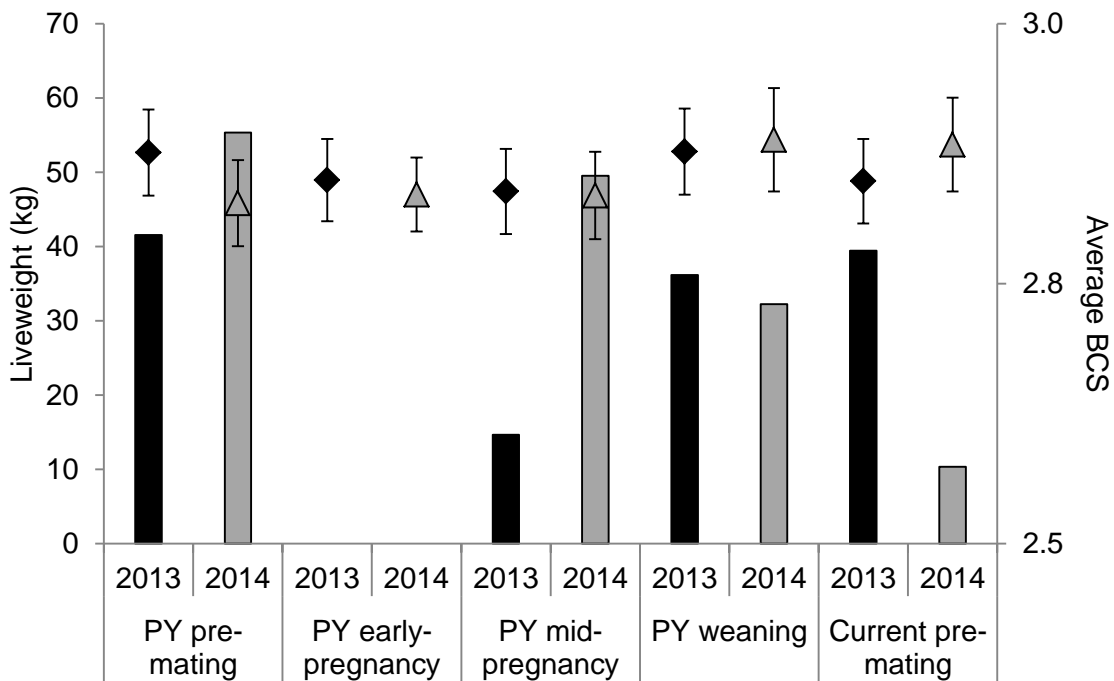 70
60
50
40
30
20
10
0
Liveweight (kg)
3.0
2.8
2.5
Average BCS
2013 2014 2013 2014 2013 2014 2013 2014 2013 2014
PY pre-
mating
PY early-
pregnancy
PY mid-
pregnancy
PY weaning
Current pre-
mating